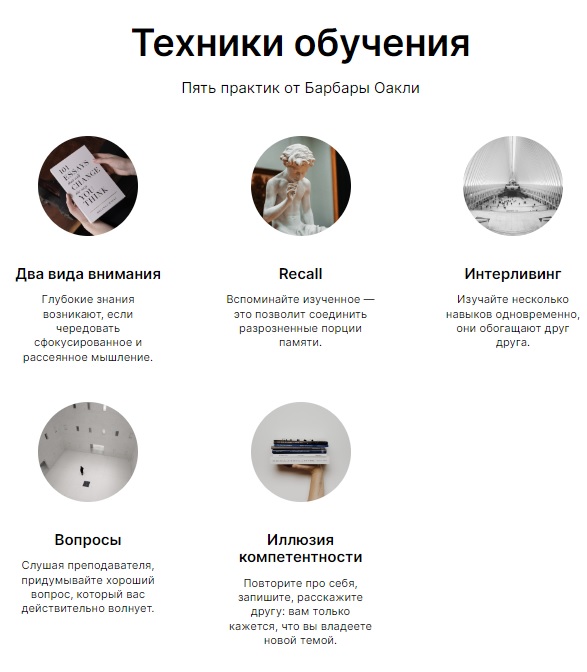 Техники обучения
Пять практик от Барбары Оакли
101
ESSAYS
that will
CHANGE
THE WAY
YOU
THINK
Два вида внимания
Глубокие знания
возникают, если
чередовать
сфокусированное и
рассеянное мышление.
Recall
Вспоминайте изученное —
это позволит соединить
разрозненные порции
памяти.
Интерливинг
Изучайте несколько
навыков одновременно,
они обогащают друг
друга.
Вопросы
Слушая преподавателя,
придумывайте хороший
вопрос, который вас
действительно волнует.
Иллюзия
компетентности
Повторите про себя,
запишите, расскажите
другу: вам только
кажется, что вы владеете
новой темой.